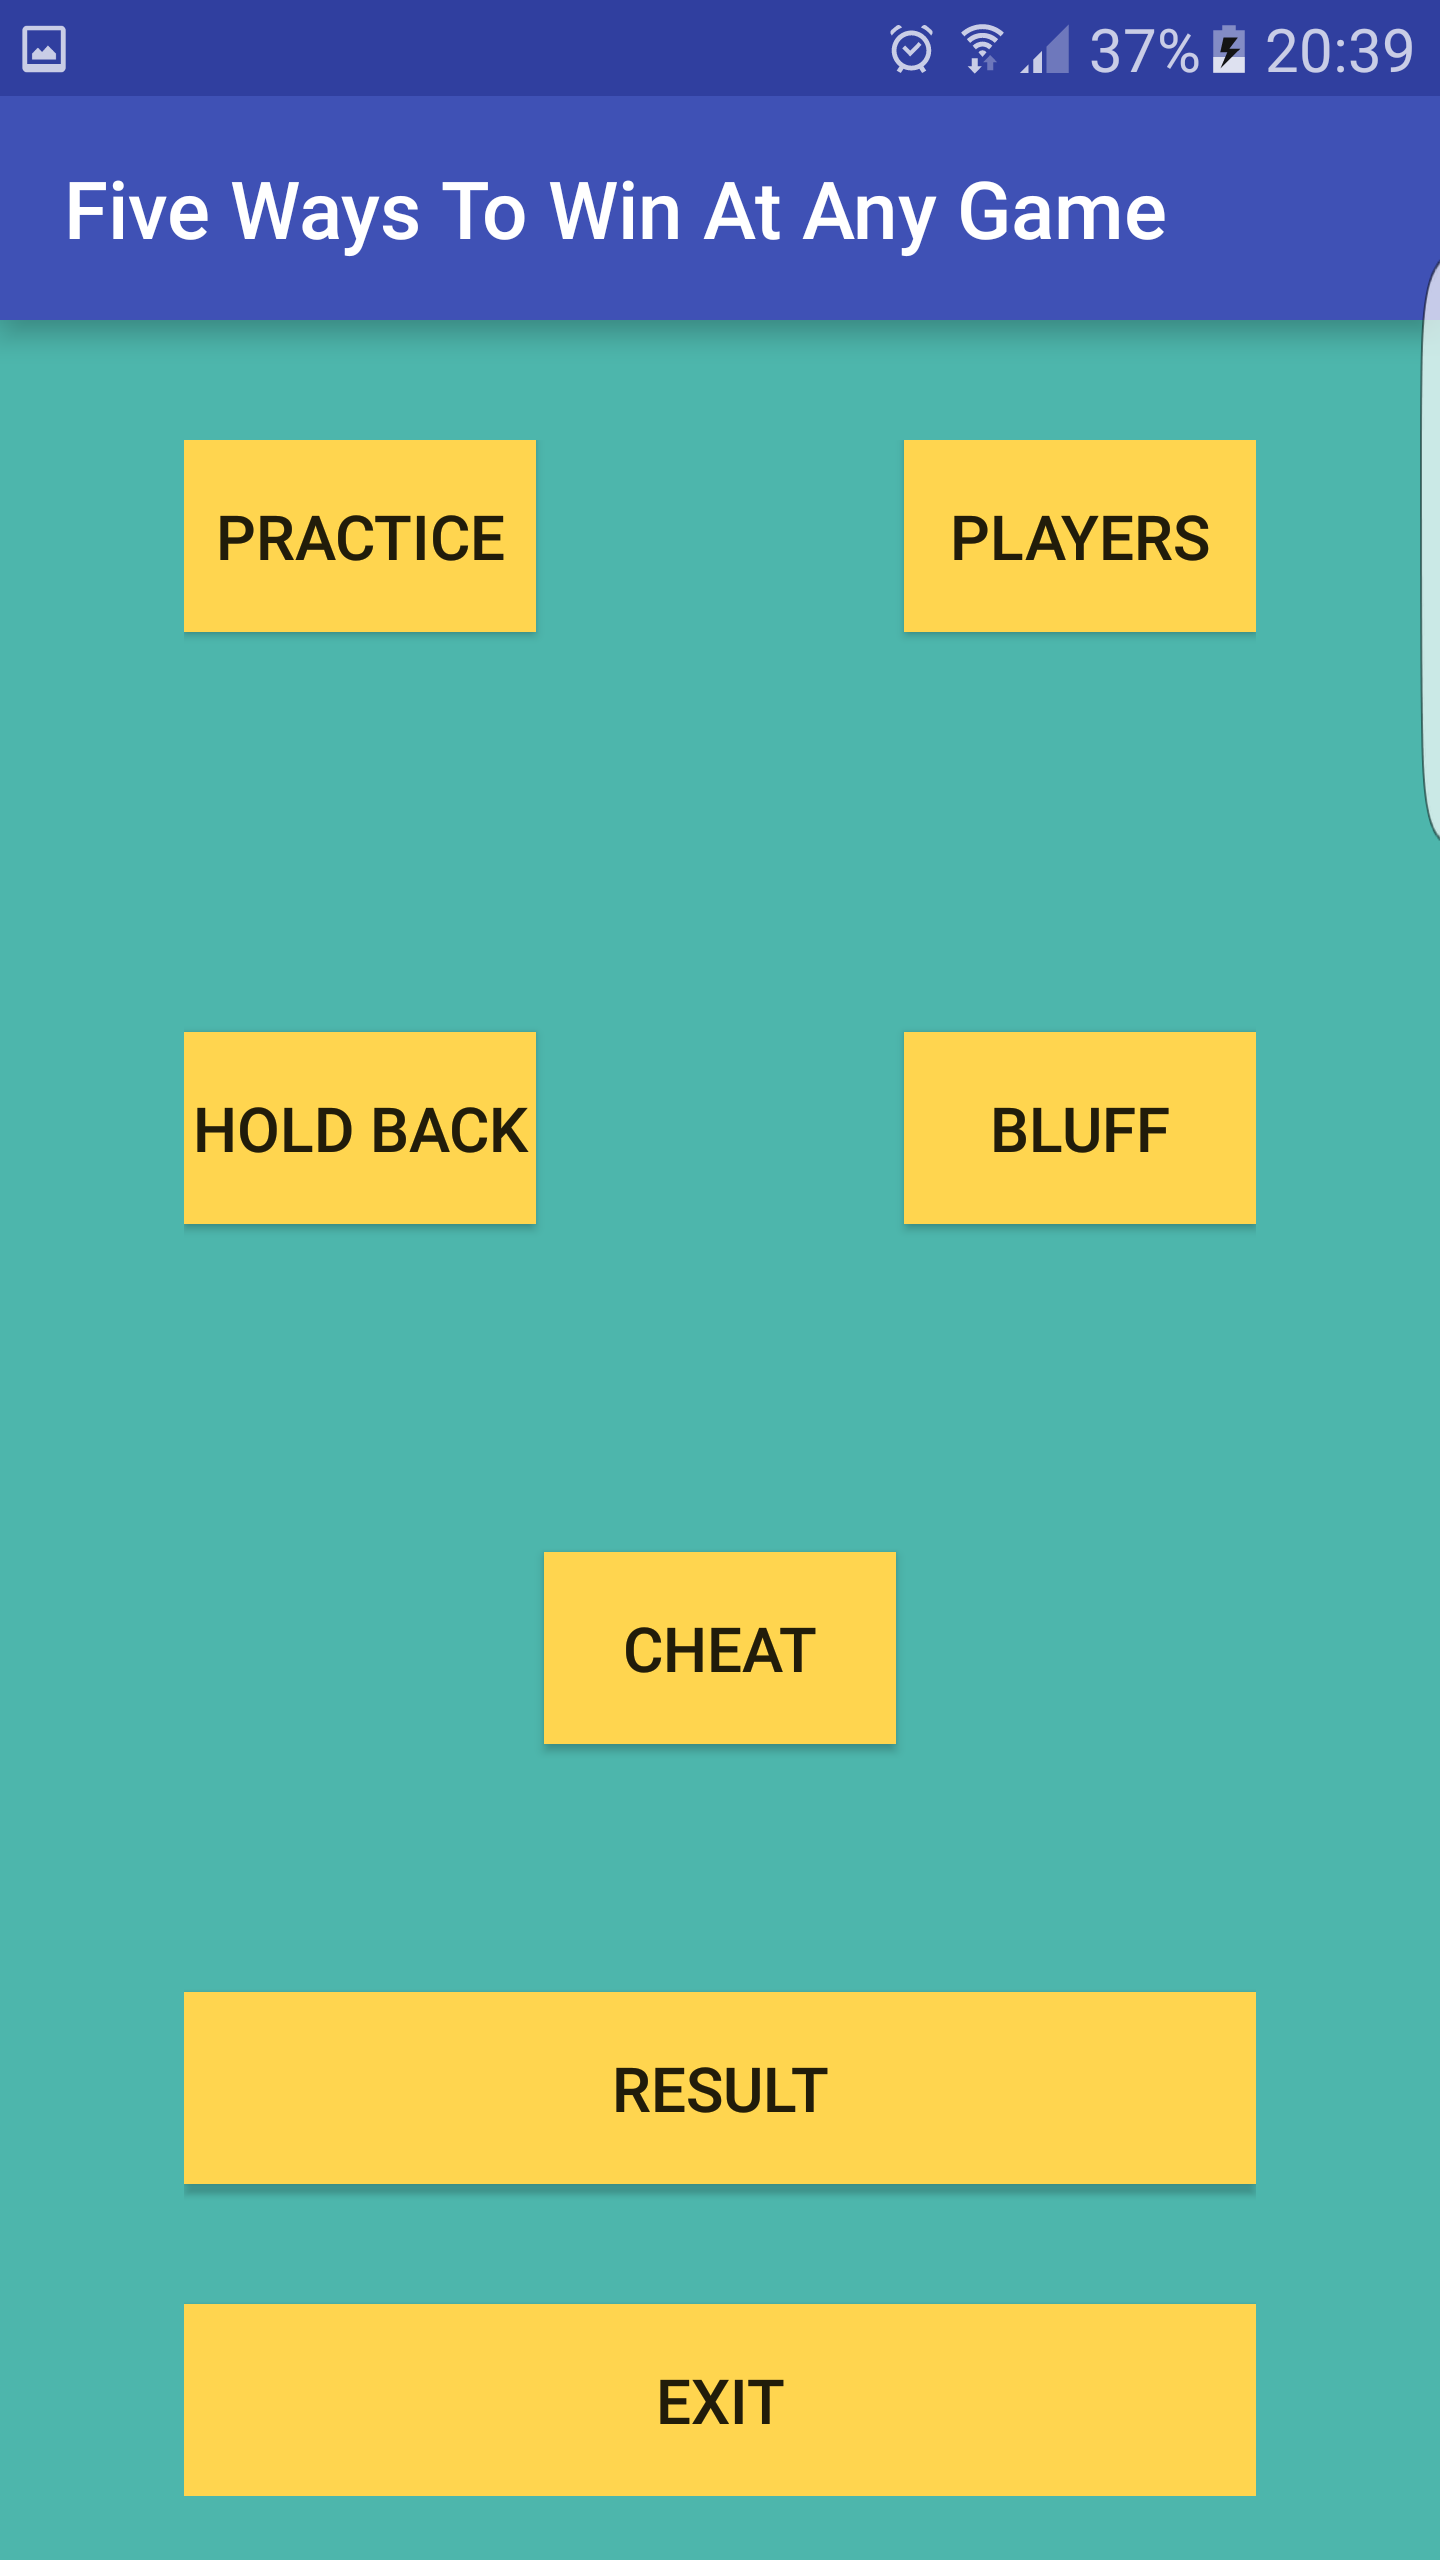 37% 20:39
Five Ways To Win At Any Game
PRACTICE PLAYERS
HOLD BACK BLUFF
CHEAT
RESULT
EXIT